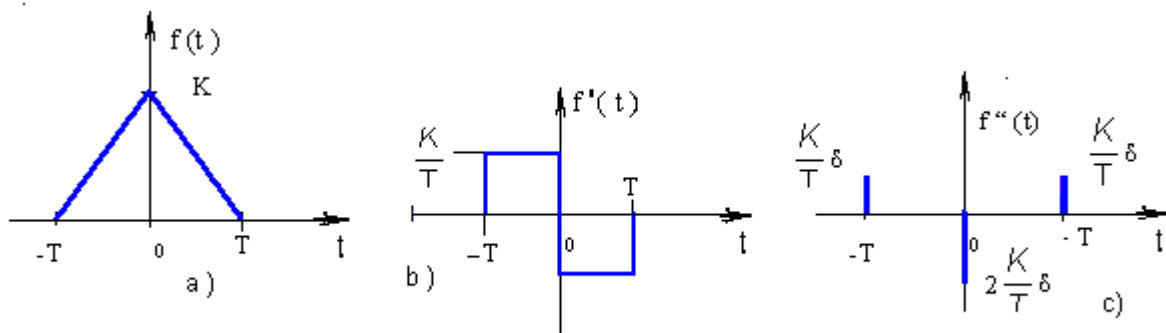 f(t)
K
-T
0
T
t
a)
f'(t)
K/T
T
-T
0
t
b)
f“(t)
K/T δ
K/T δ
-T
0
- T
t
2 K/T δ
c)